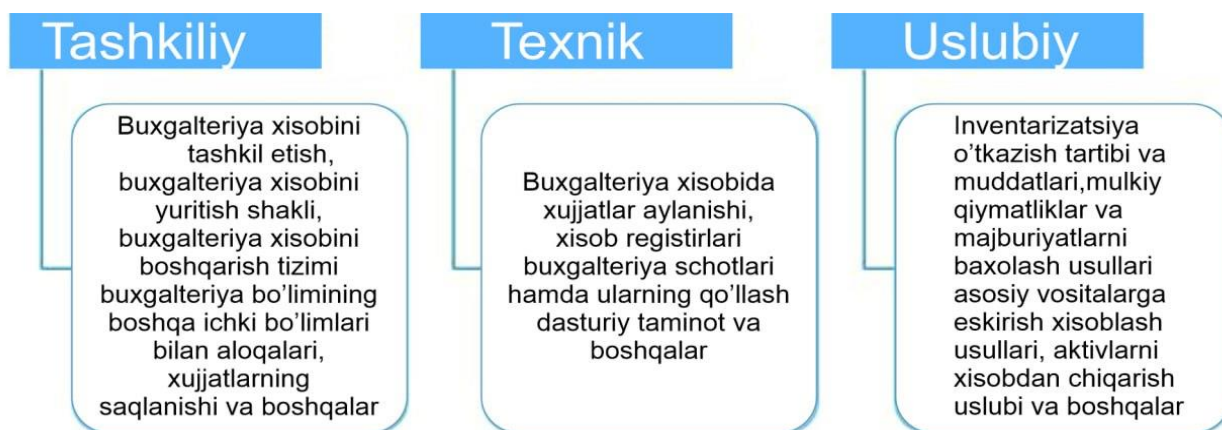 Tashkiliy
Buxgalteriya xisobini
tashkil etish,
buxgalteriya xisobini
yuritish shakli,
buxgalteriya xisobini
boshqarish tizimi
buxgalteriya bo’limining
boshqa ichki bo’limlari
bilan aloqalari,
xujjatlarning
saqlanishi va boshqalar
Texnik
Buxgalteriya xisobida
xujjatlar aylanishi,
xisob registirlari
buxgalteriya schotlari
hamda ularning qo’llash
dasturiy taminot va
boshqalar
Uslubiy
Inventarizatsiya
o’tkazish tartibi va
muddatlari,mulkiy
qiymatliklar va
majburiyatlarni
baxolash usullari
asosiy vositalarga
eskirish xisoblash
usullari, aktivlarni
xisobdan chiqarish
uslubi va boshqalar